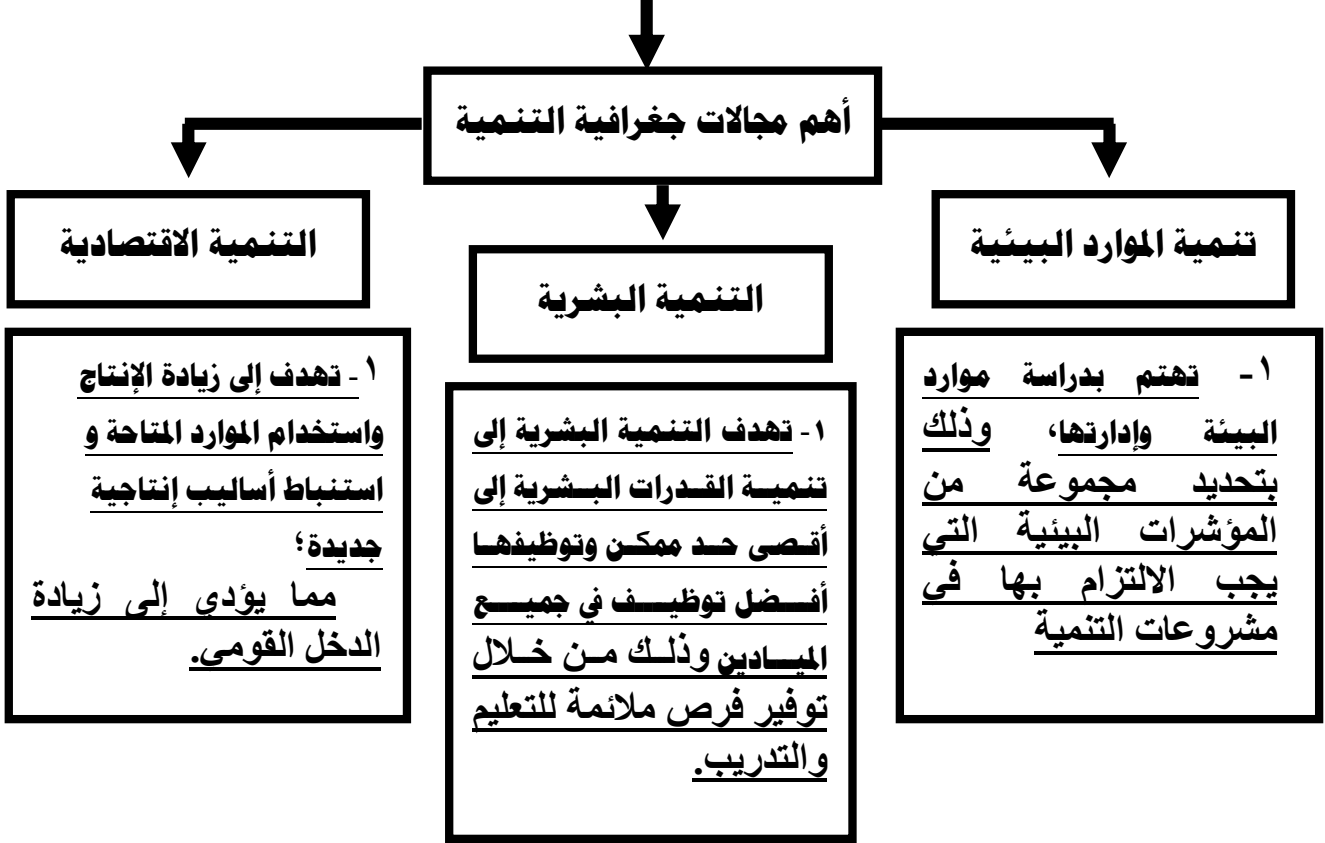 أهم مجالات جغرافية التنمية
تنمية الموارد البيئية
١- تهتم بدراسة موارد
البيئة وإدارتها، وذلك
بتحديد مجموعة من
المؤشرات البيئية التي
يجب الالتزام بها فى
مشروعات التنمية
التنمية البشرية
١- تهدف التنمية البشرية إلى
تنمية القدرات البشرية إلى
أقصى حد ممكن وتوظيفها
أفضل توظيف في جميع
الميادين وذلك من خلال
توفير فرص ملائمة للتعليم
والتدريب.
التنمية الاقتصادية
١- تهدف إلى زيادة الإنتاج
واستخدام الموارد المتاحة و
استنباط أساليب إنتاجية
جديدة؛
مما يؤدي إلى زيادة
الدخل القومى.